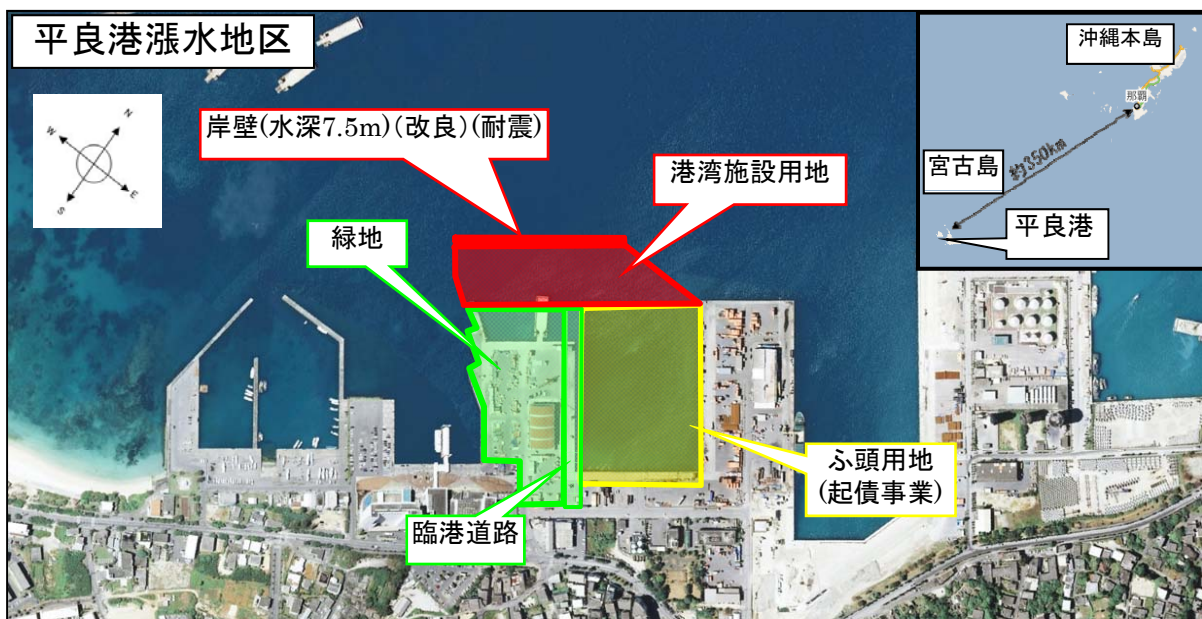 平良港漲水地区
N
W
E
S
岸壁(水深7.5m)(改良)(耐震)
港湾施設用地
緑地
臨港道路
ふ頭用地
(起債事業)
沖縄本島
那覇
約350km
宮古島
平良港